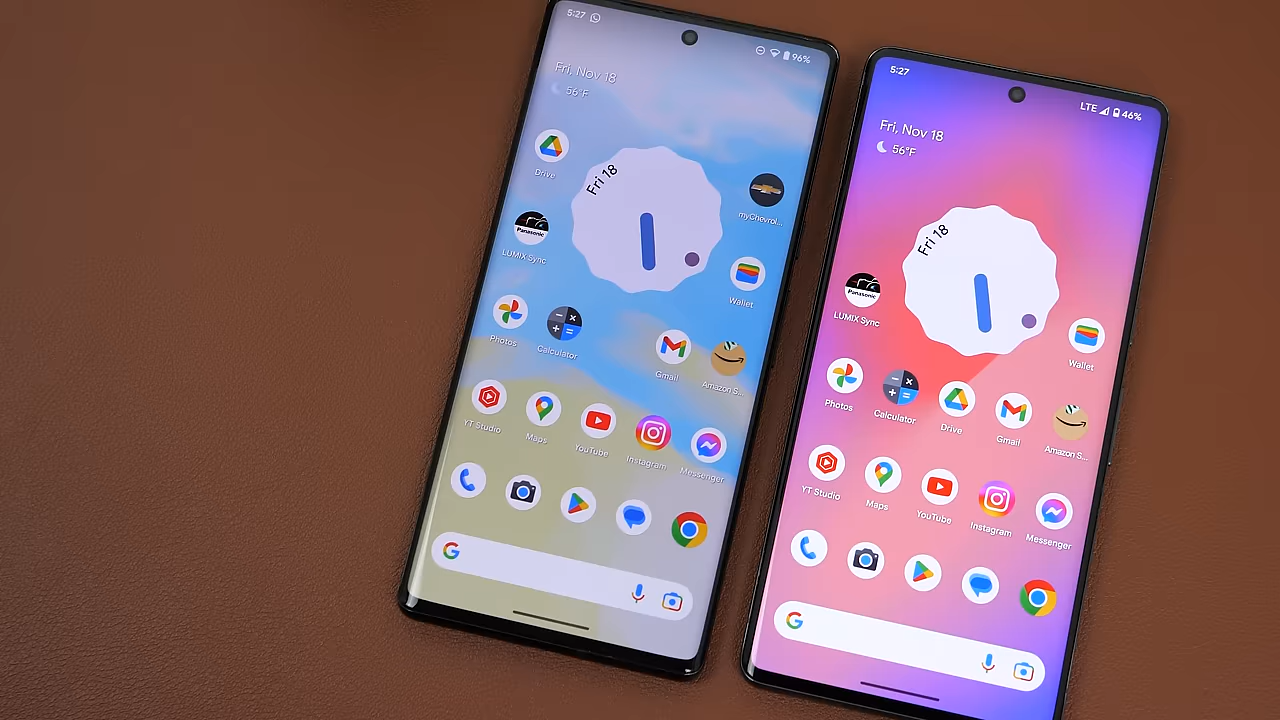 5:27
96%
Fri, Nov 18
56°F
Fri 18
Drive
myChevrol...
Panasonic
LUMIX Sync
Wallet
Photos
Calculator
Gmail
Amazon S...
YT Studio
Maps
YouTube
Instagram
Messenger
G
5:27
LTE 46%
Fri, Nov 18
56°F
Fri 18
Panasonic
LUMIX Sync
Wallet
Photos
Calculator
Drive
Gmail
Amazon S...
YT Studio
Maps
YouTube
Instagram
Messenger
G